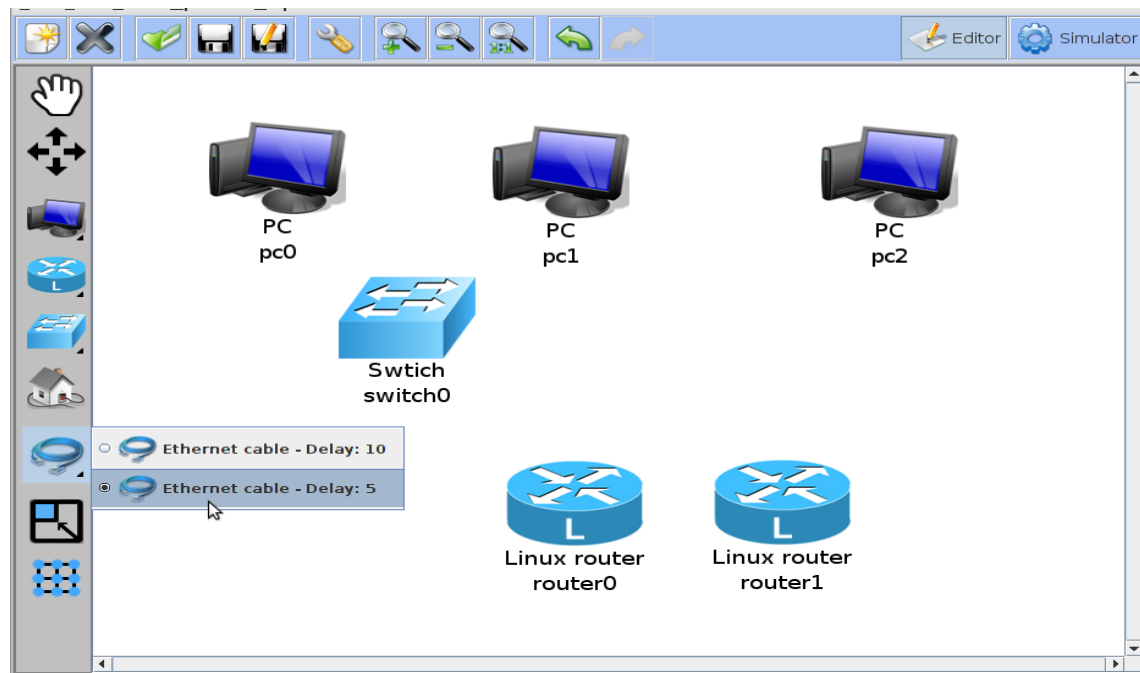 Editor
Simulator
PC
pc0
PC
pc1
PC
pc2
L
Swtich
switch0
Ethernet cable - Delay: 10
Ethernet cable - Delay: 5
L
Linux router
router0
L
Linux router
router1